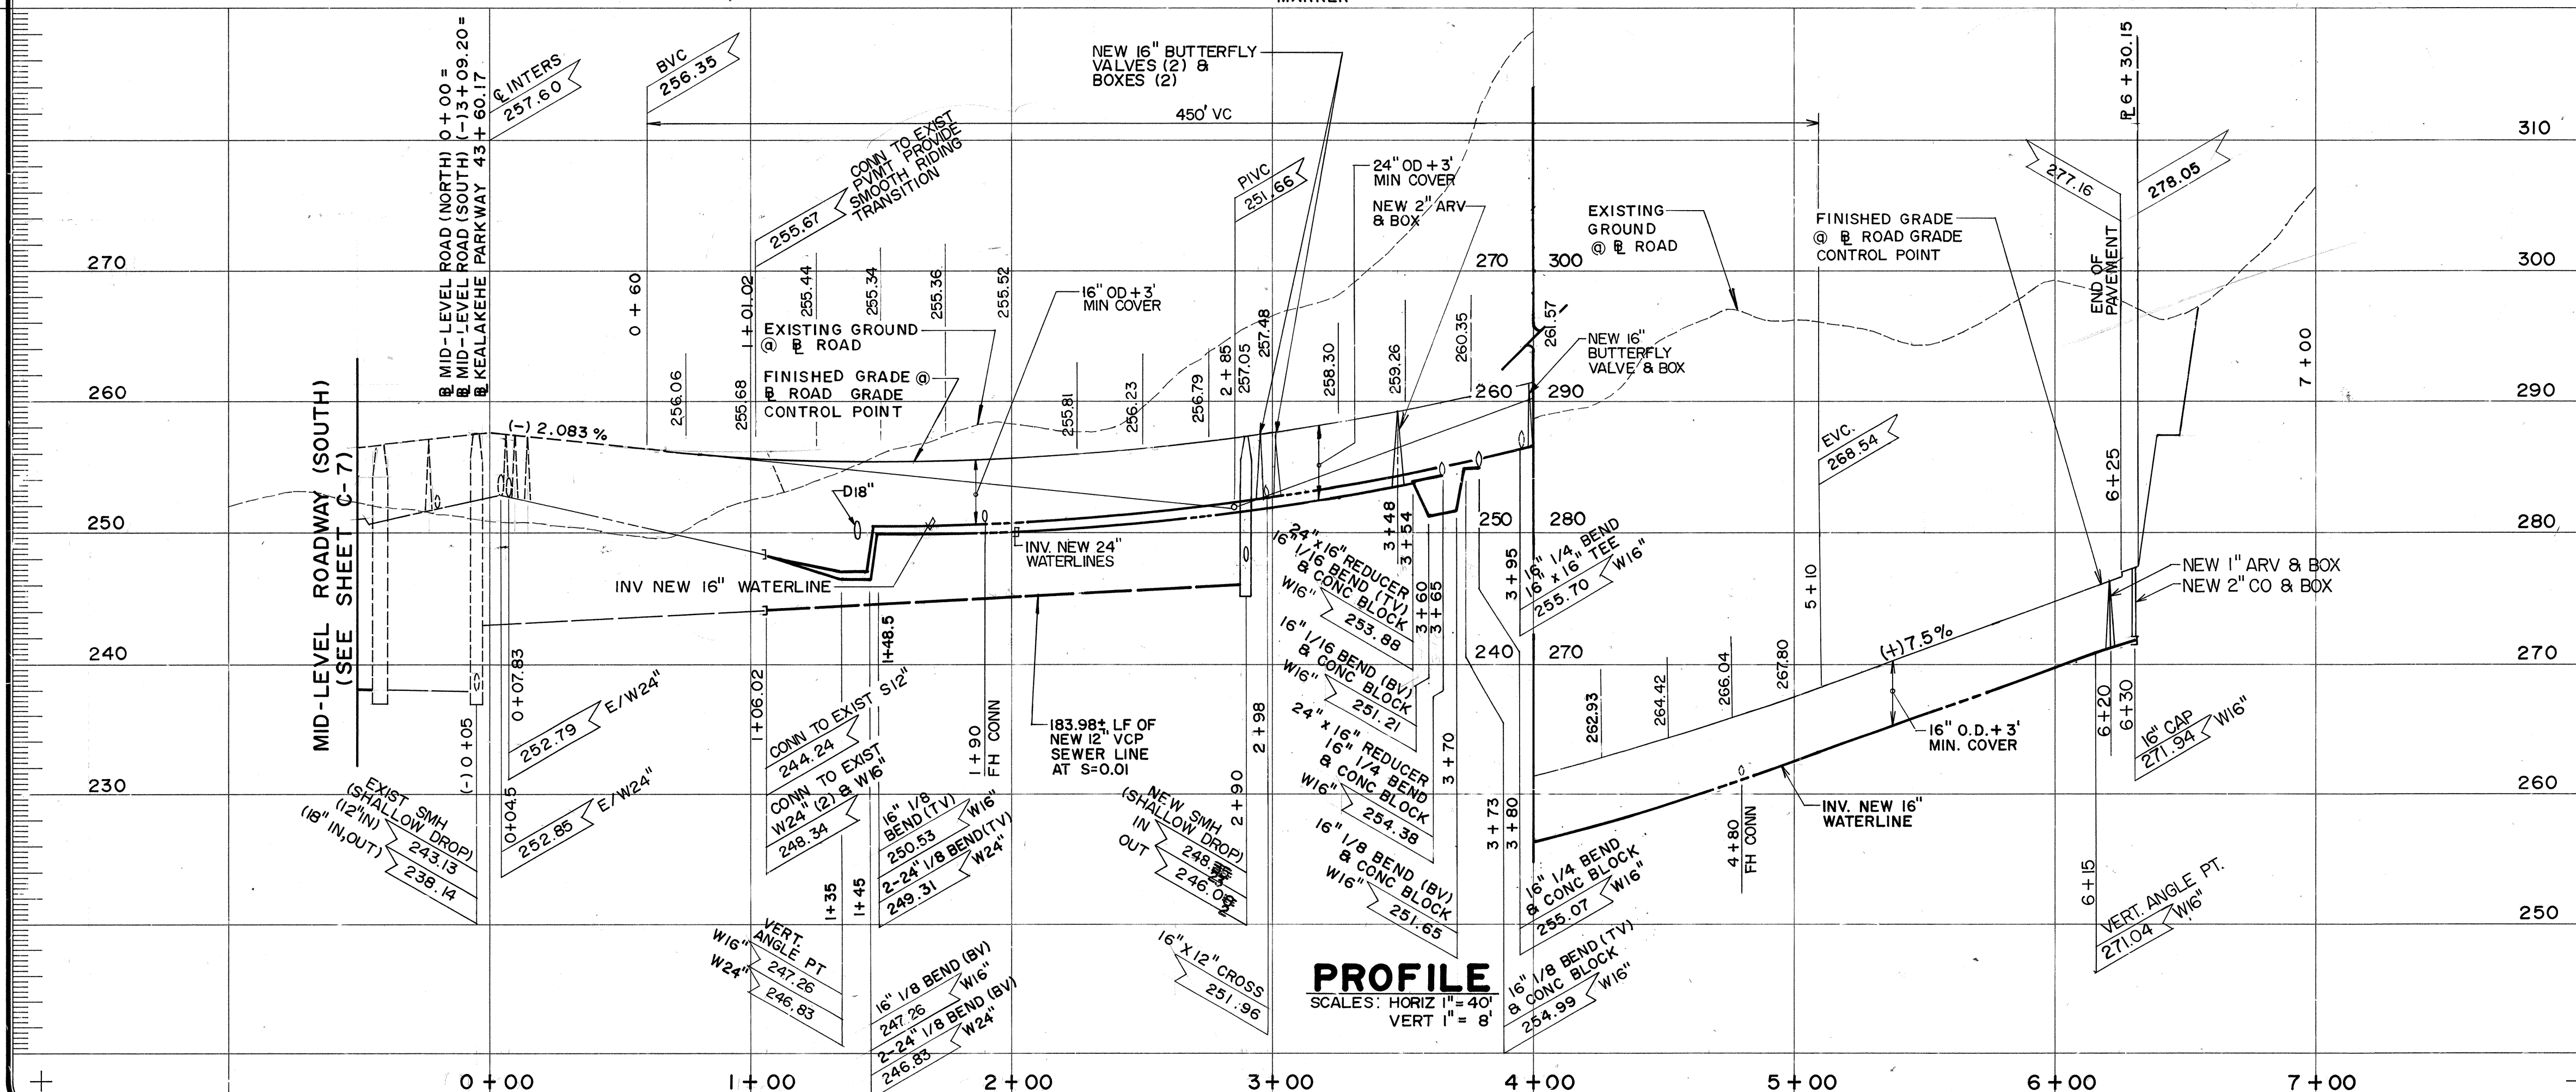 MARKER
℄ INTERS
257.60
BVC
256.35
℔ MID-LEVEL ROAD (NORTH) 0+00 =
℔ MID-LEVEL ROAD (SOUTH) (-)3+09.20 =
℔ KEALAKEHE PARKWAY 43+60.17
NEW 16" BUTTERFLY
VALVES (2) &
BOXES (2)
450' VC
255.67
CONN TO EXIST
PVMT PROVIDE
SMOOTH RIDING
TRANSITION
PIVC
251.66
24" OD + 3'
MIN COVER
NEW 2" ARV
& BOX
EXISTING
GROUND
@ ℔ ROAD
FINISHED GRADE
@ ℔ ROAD GRADE
CONTROL POINT
277.16
278.05
6 + 30.15
END OF
PAVEMENT
310
270
270
300
300
0 + 60
1 + 01.02
255.44
255.34
255.36
255.52
16" OD + 3'
MIN COVER
EXISTING GROUND
@ ℔ ROAD
FINISHED GRADE @
℔ ROAD GRADE
CONTROL POINT
256.06
255.68
255.81
256.23
256.79
2 + 85
257.05
257.48
258.30
259.26
260.35
261.57
NEW 16"
BUTTERFLY
VALVE & BOX
7 + 00
260
260
290
290
MID-LEVEL ROADWAY (SOUTH)
(SEE SHEET C-7)
(-) 2.083 %
EVC.
268.54
6+25
D18"
250
250
280
280
INV. NEW 24"
WATERLINES
INV NEW 16" WATERLINE
3+48
3+54
24"x16" REDUCER
16" 1/16 BEND (TV)
& CONC BLOCK
W16"
253.88
3+60
3+65
3+95
16" 1/4 BEND
16" x 16" TEE
255.70
W16"
5+10
NEW 1" ARV & BOX
NEW 2" CO & BOX
240
240
270
270
(+) 7.5 %
16" 1/16 BEND (BV)
& CONC BLOCK
W16"
251.21
0+07.83
1+48.5
252.79
E/W24"
1+06.02
CONN TO EXIST S12"
244.24
1+90
FH CONN
183.98± LF OF
NEW 12" VCP
SEWER LINE
AT S=0.01
2+98
262.93
264.42
266.04
267.80
16" O.D.+3'
MIN. COVER
6+20
6+30
16" CAP
271.94
W16"
(-) 0+05
0+04.5
252.85
E/W24"
CONN TO EXIST
W24" (2) & W16"
248.34
24" x 16" REDUCER
16" 1/4 BEND
& CONC BLOCK
W16"
254.38
3+70
230
260
260
EXIST SMH
(SHALLOW DROP)
(12" IN)
243.13
(18" IN,OUT)
238.14
16" 1/8
BEND (TV)
250.53
W16"
2-24" 1/8 BEND (TV)
249.31
W24"
NEW SMH
(SHALLOW DROP)
IN
OUT
2+90
3+73
3+80
INV. NEW 16"
WATERLINE
4+80
FH CONN
16" 1/8 BEND (BV)
& CONC BLOCK
W16"
251.65
16" 1/4 BEND
& CONC BLOCK
255.07
W16"
6+15
1+35
1+45
250
VERT.
ANGLE PT
W16"
247.26
W24"
246.83
16" 1/8 BEND (BV)
247.26
W16"
2-24" 1/8 BEND (BV)
246.83
W24"
16" X 12" CROSS
251.96
PROFILE
SCALES: HORIZ 1" = 40'
VERT 1" = 8'
16" 1/8 BEND (TV)
& CONC BLOCK
254.99
W16"
VERT. ANGLE PT.
271.04
W16"
0+00
1+00
2+00
3+00
4+00
5+00
6+00
7+00